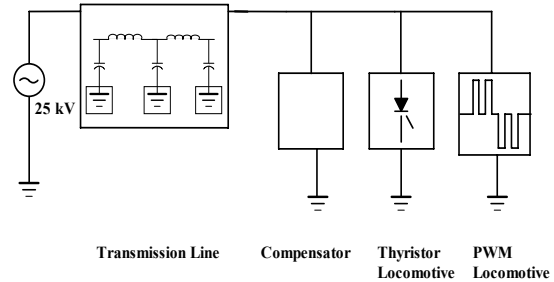 25 kV
Transmission Line Compensator Thyristor PWM
Locomotive Locomotive